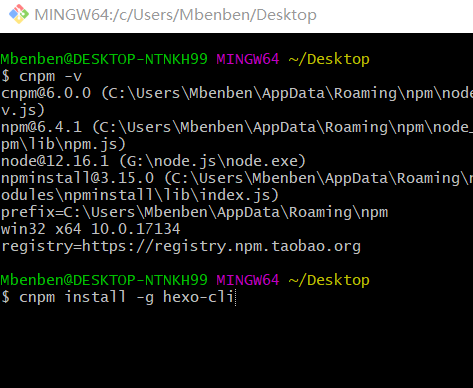 MINGW64:/c/Users/Mbenben/Desktop
Mbenben@DESKTOP-NTNKH99 MINGW64 ~/Desktop
$ cnpm -v
cnpm@6.0.0 (C:\Users\Mbenben\AppData\Roaming\npm\node
v.js)
npm@6.4.1 (C:\Users\Mbenben\AppData\Roaming\npm\node_
pm\lib\npm.js)
node@12.16.1 (G:\node.js\node.exe)
npminstall@3.15.0 (C:\Users\Mbenben\AppData\Roaming\n
odules\npminstall\lib\index.js)
prefix=C:\Users\Mbenben\AppData\Roaming\npm
win32 x64 10.0.17134
registry=https://registry.npm.taobao.org
Mbenben@DESKTOP-NTNKH99 MINGW64 ~/Desktop
$ cnpm install -g hexo-cli